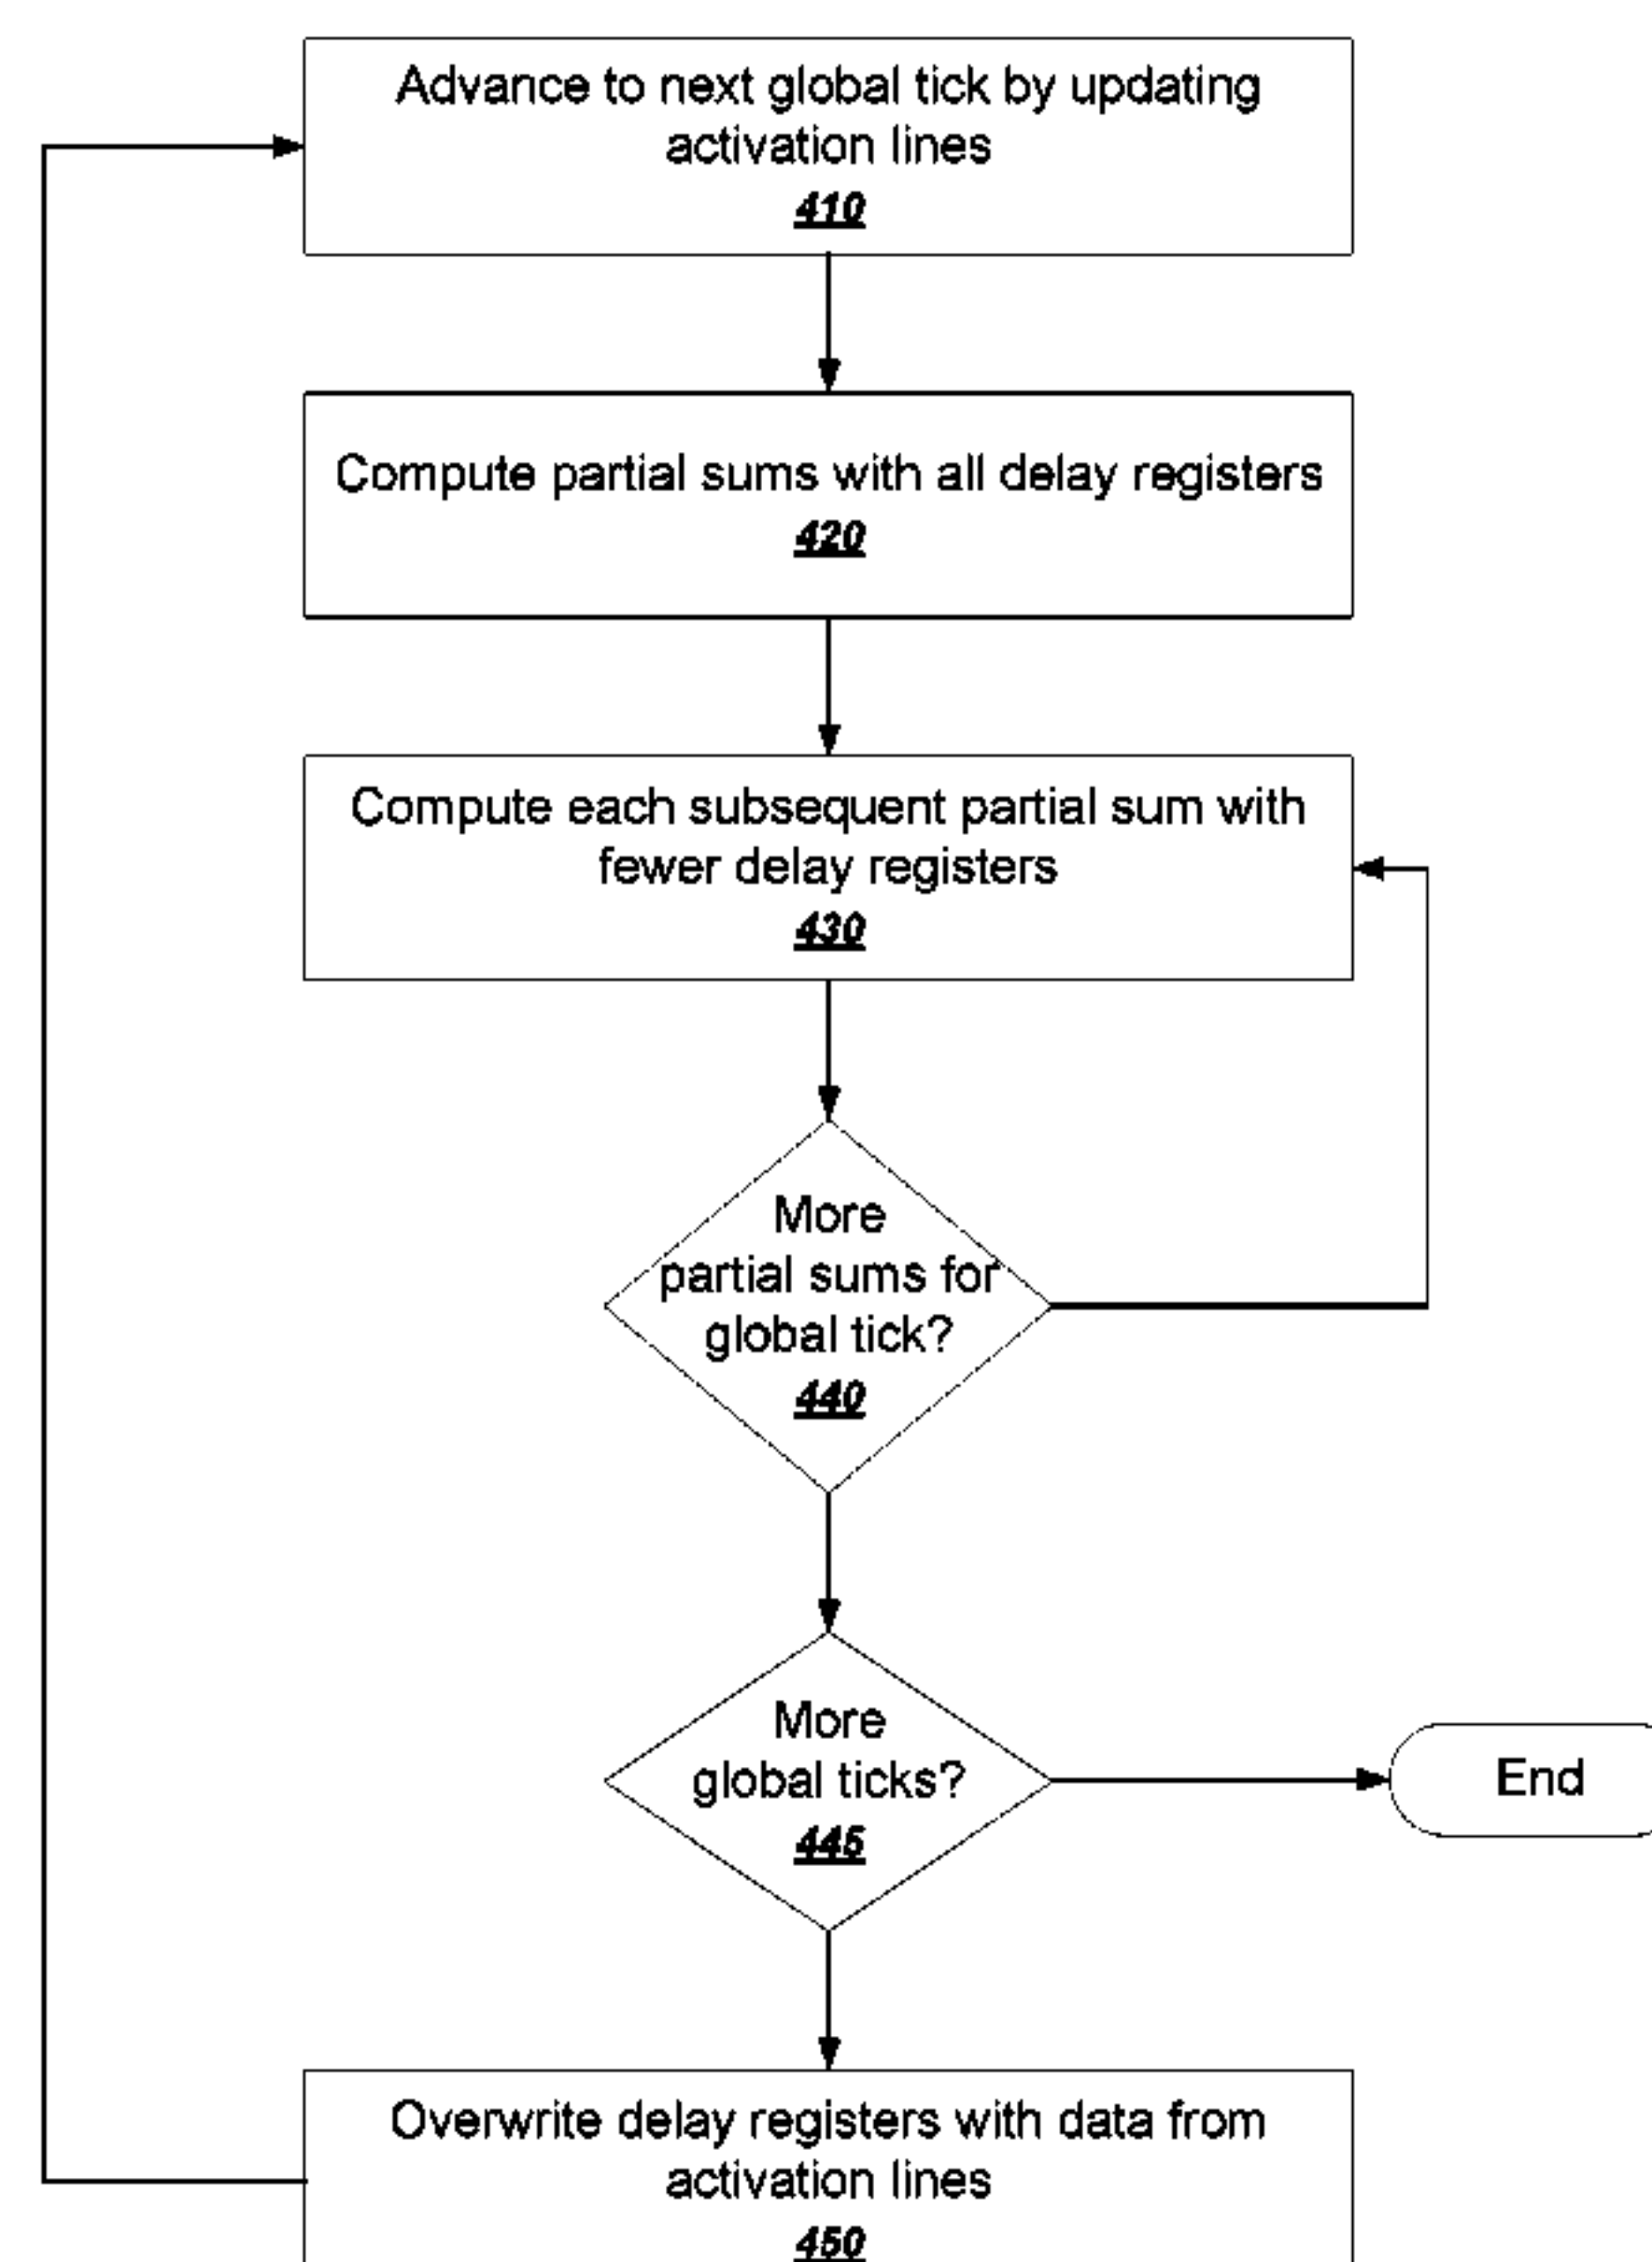 Advance to next global tick by updating
activation lines
410
Compute partial sums with all delay registers
420
Compute each subsequent partial sum with
fewer delay registers
430
More
partial sums for
global tick?
440
More
global ticks?
445
End
Overwrite delay registers with data from
activation lines
450